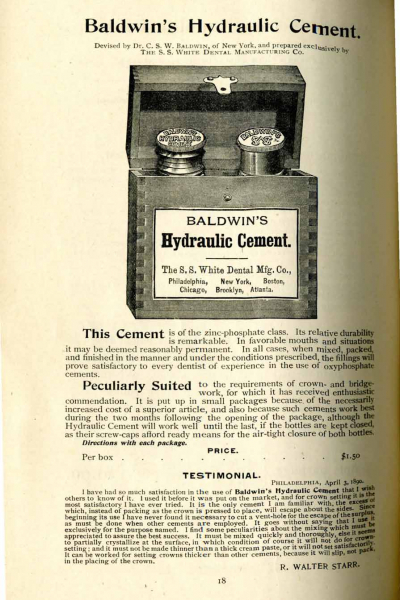 Baldwin's Hydraulic Cement.
Devised by Dr. C. S. W. BALDWIN, of New York, and prepared exclusively by
THE S. S. WHITE DENTAL MANUFACTURING CO.
BALDWIN'S
HYDRAULIC
BALDWIN'S
BALDWIN'S
Hydraulic Cement.
The S. S. White Dental Mfg. Co.,
Philadelphia, New York, Boston,
Chicago, Brooklyn, Atlanta.
This Cement is of the zinc-phosphate class. Its relative durability
is remarkable. In favorable mouths and situations
it may be deemed reasonably permanent. In all cases, when mixed, packed,
and finished in the manner and under the conditions prescribed, the fillings will
prove satisfactory to every dentist of experience in the use of oxyphosphate
cements.
Peculiarly Suited to the requirements of crown- and bridge-
work, for which it has received enthusiastic
commendation. It is put up in small packages because of the necessarily
increased cost of a superior article, and also because such cements work best
during the two months following the opening of the package, although the
Hydraulic Cement will work well until the last, if the bottles are kept closed,
as their screw-caps afford ready means for the air-tight closure of both bottles.
Directions with each package.
PRICE.
Per box . . . . . . . . . . $1.50
TESTIMONIAL.
PHILADELPHIA, April 3, 1890.
I have had so much satisfaction in the use of Baldwin's Hydraulic Cement that I wish
others to know of it. I used it before it was put on the market, and for crown setting it is the
most satisfactory I have ever tried. It is the only cement I am familiar with, the excess of
which, instead of packing as the crown is pressed to place, will escape about the sides. Since
beginning its use I have never found it necessary to cut a vent-hole for the escape of the surplus,
as must be done when other cements are employed. It goes without saying that I use it
exclusively for the purpose named. I find some peculiarities about the mixing which must be
appreciated to assure the best success. It must be mixed quickly and thoroughly, else it seems
to partially crystallize at the surface, in which condition of course it will not do for crown-
setting; and it must not be made thinner than a thick cream paste, or it will not set satisfactorily.
It can be worked for setting crowns thicker than other cements, because it will slip, not pack,
in the placing of the crown.
R. WALTER STARR.
18